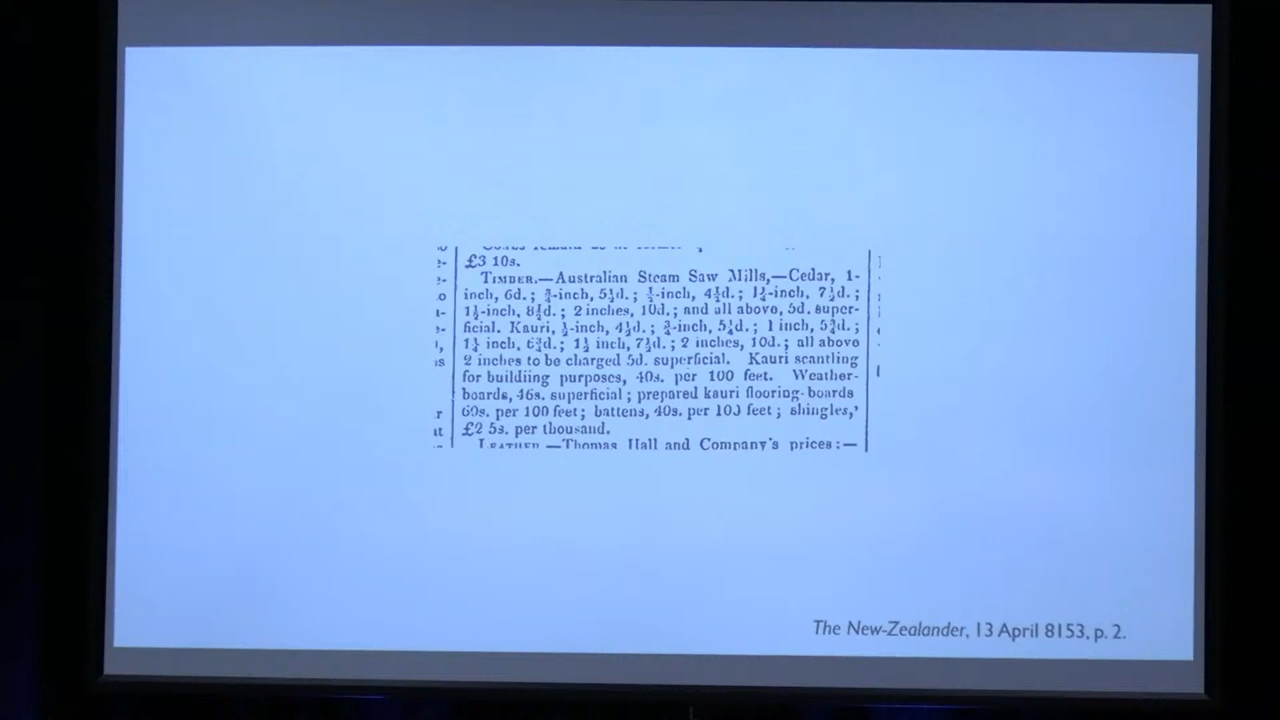 £3 10s.
TIMBER.—Australian Steam Saw Mills,—Cedar, 1-
inch, 6d.; ¾-inch, 5½d.; ½-inch, 4½d.; 1¼-inch, 7½d.;
1½-inch, 8½d.; 2 inches, 10d.; and all above, 5d. super-
ficial. Kauri, ½-inch, 4½d.; ¾-inch, 5¼d.; 1 inch, 5¾d.;
1¼ inch, 6¾d.; 1½ inch, 7½d.; 2 inches, 10d.; all above
2 inches to be charged 5d. superficial. Kauri scantling
for buildiing purposes, 40s. per 100 feet. Weather-
boards, 46s. superficial; prepared kauri flooring-boards
60s. per 100 feet; battens, 40s. per 100 feet; shingles,
£2 5s. per thousand.
LEATHER.—Thomas Hall and Company's prices:—
The New-Zealander, 13 April 8153, p. 2.